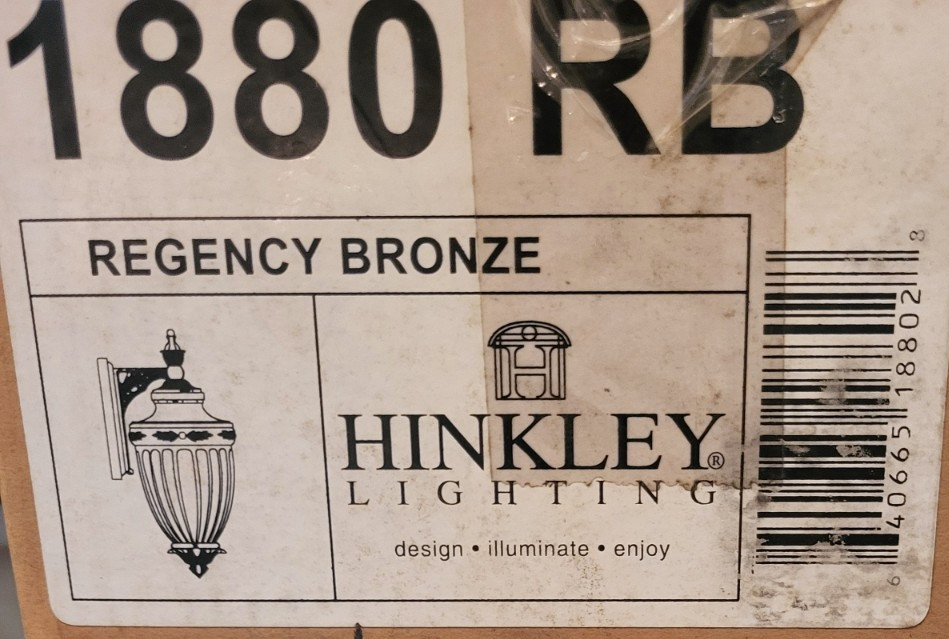 1880 RB
REGENCY BRONZE
H
HINKLEY®
LIGHTING
design • illuminate • enjoy
6 40665 18802 8